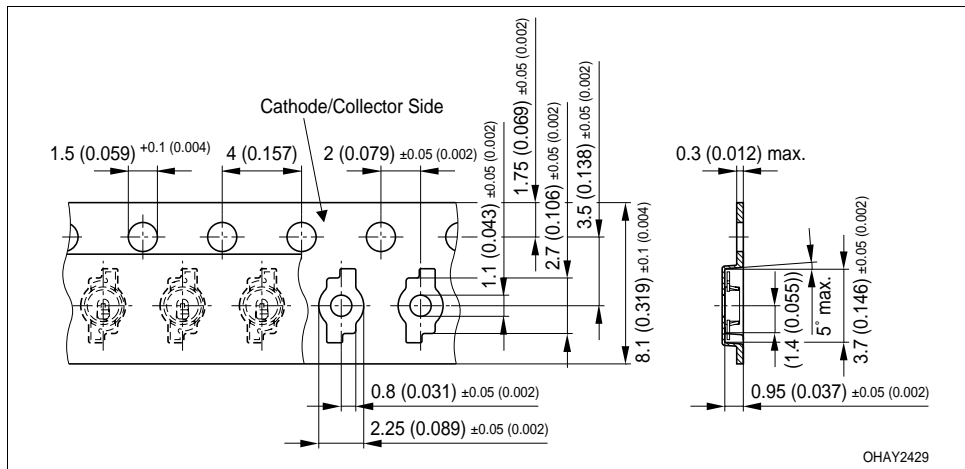 Cathode/Collector Side
1.5 (0.059) +0.1 (0.004)
4 (0.157)
2 (0.079) ±0.05 (0.002)
1.1 (0.043) ±0.05 (0.002)
1.75 (0.069) ±0.05 (0.002)
2.7 (0.106) ±0.05 (0.002)
3.5 (0.138) ±0.05 (0.002)
8.1 (0.319) ±0.1 (0.004)
0.3 (0.012) max.
(1.4 (0.055))
5° max.
3.7 (0.146) ±0.05 (0.002)
0.8 (0.031) ±0.05 (0.002)
2.25 (0.089) ±0.05 (0.002)
0.95 (0.037) ±0.05 (0.002)
OHAY2429